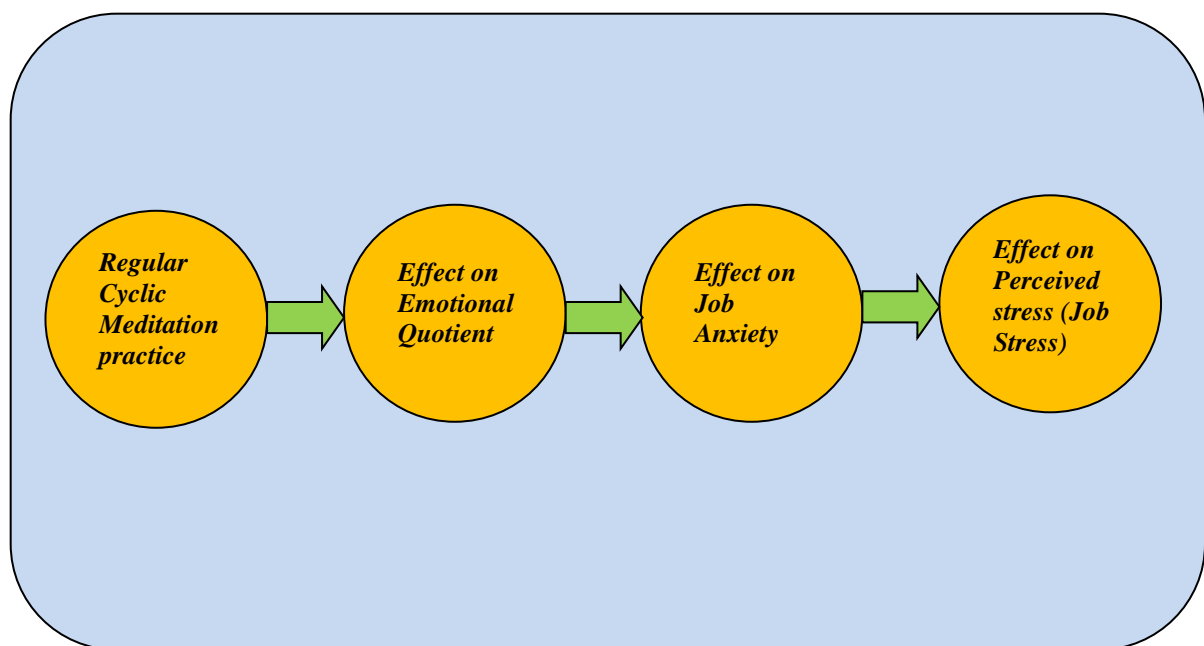 Regular
Cyclic
Meditation
practice
Effect on
Emotional
Quotient
Effect on
Job
Anxiety
Effect on
Perceived
stress (Job
Stress)